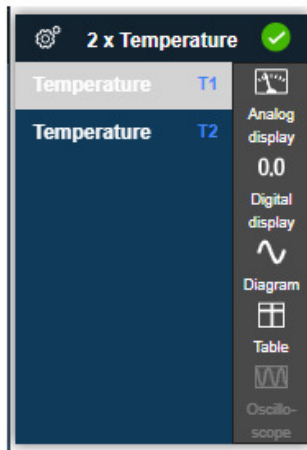 2 x Temperature
Temperature T1
Temperature T2
Analog
display
0.0
Digital
display
Diagram
Table
Oscillo-
scope